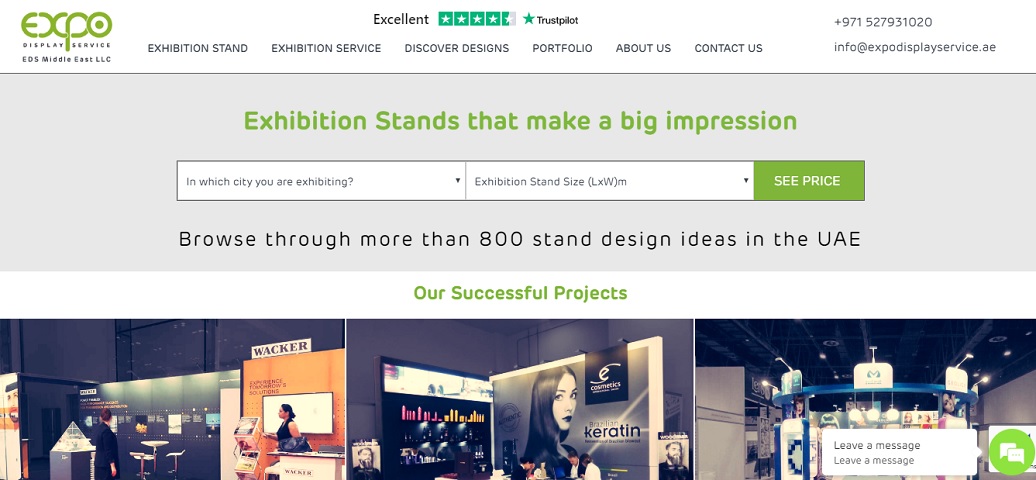 expo
DISPLAY SERVICE
EDS Middle East LLC
Excellent
Trustpilot
EXHIBITION STAND
EXHIBITION SERVICE
DISCOVER DESIGNS
PORTFOLIO
ABOUT US
CONTACT US
+971 527931020
info@expodisplayservice.ae
Exhibition Stands that make a big impression
In which city you are exhibiting?
Exhibition Stand Size (LxW)m
SEE PRICE
Browse through more than 800 stand design ideas in the UAE
Our Successful Projects
WACKER
EXPERIENCE
TOMORROW'S
SOLUTIONS
WACKER
e
cosmetics
Brazilian
keratin
Leave a message
Leave a message